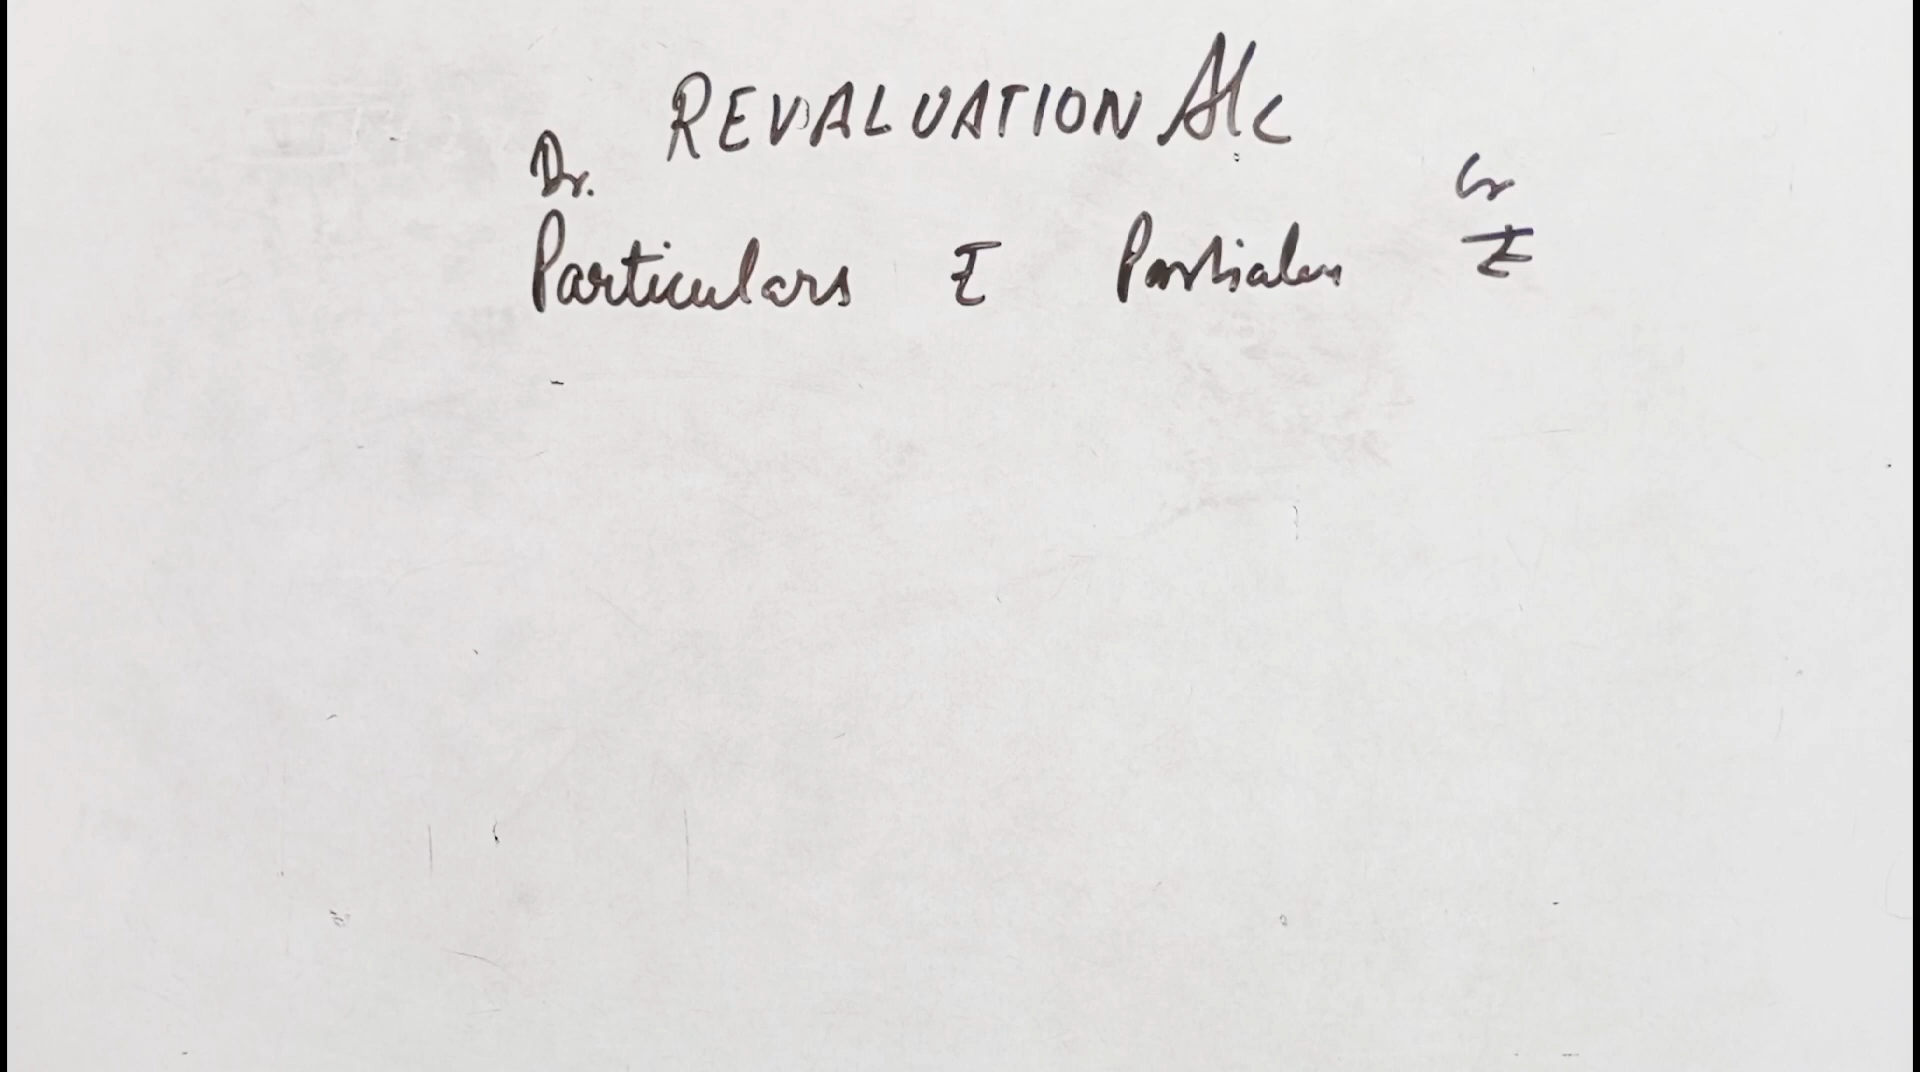 REVALUATION A/c
Dr. Cr
Particulars ₹ Particulars ₹